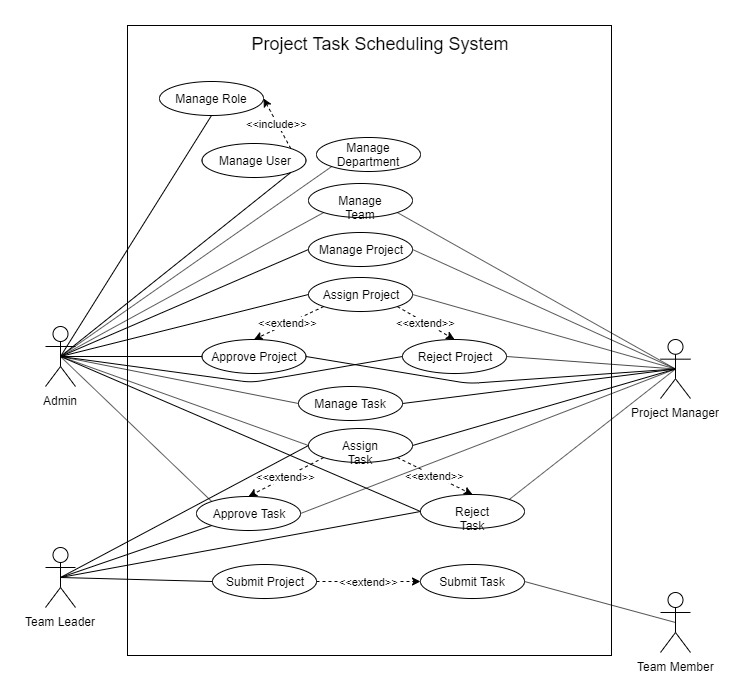 Project Task Scheduling System
Manage Role
<<include>>
Manage User
Manage
Department
Manage
Team
Manage Project
Assign Project
<<extend>>
<<extend>>
Approve Project
Reject Project
Admin
Project Manager
Manage Task
Assign
Task
<<extend>>
<<extend>>
Approve Task
Reject
Task
Submit Project
<<extend>>
Submit Task
Team Leader
Team Member